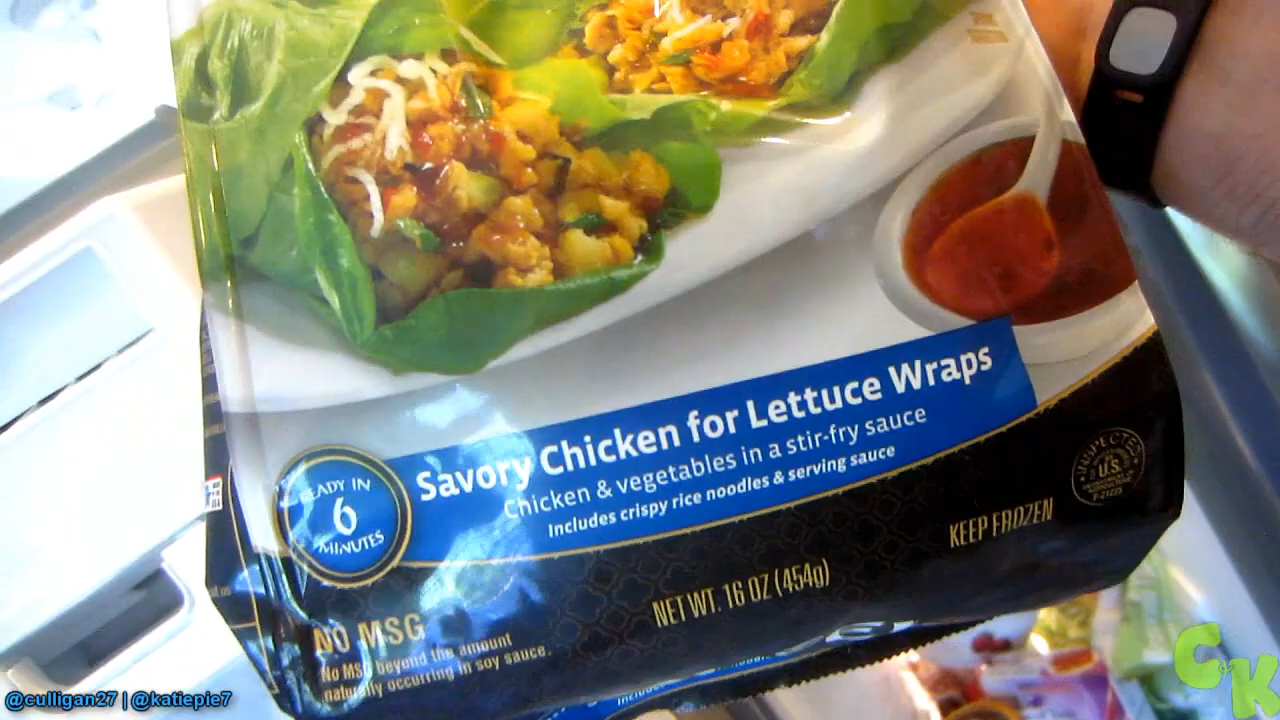 Savory Chicken for Lettuce Wraps
Chicken & vegetables in a stir-fry sauce
Includes crispy rice noodles & serving sauce
READY IN
6
MINUTES
INSPECTED
U.S.
KEEP FROZEN
NET WT. 16 OZ (454g)
NO MSG
No MSG beyond the amount
naturally occurring in soy sauce.
@culligan27 | @katiepie7
C&K